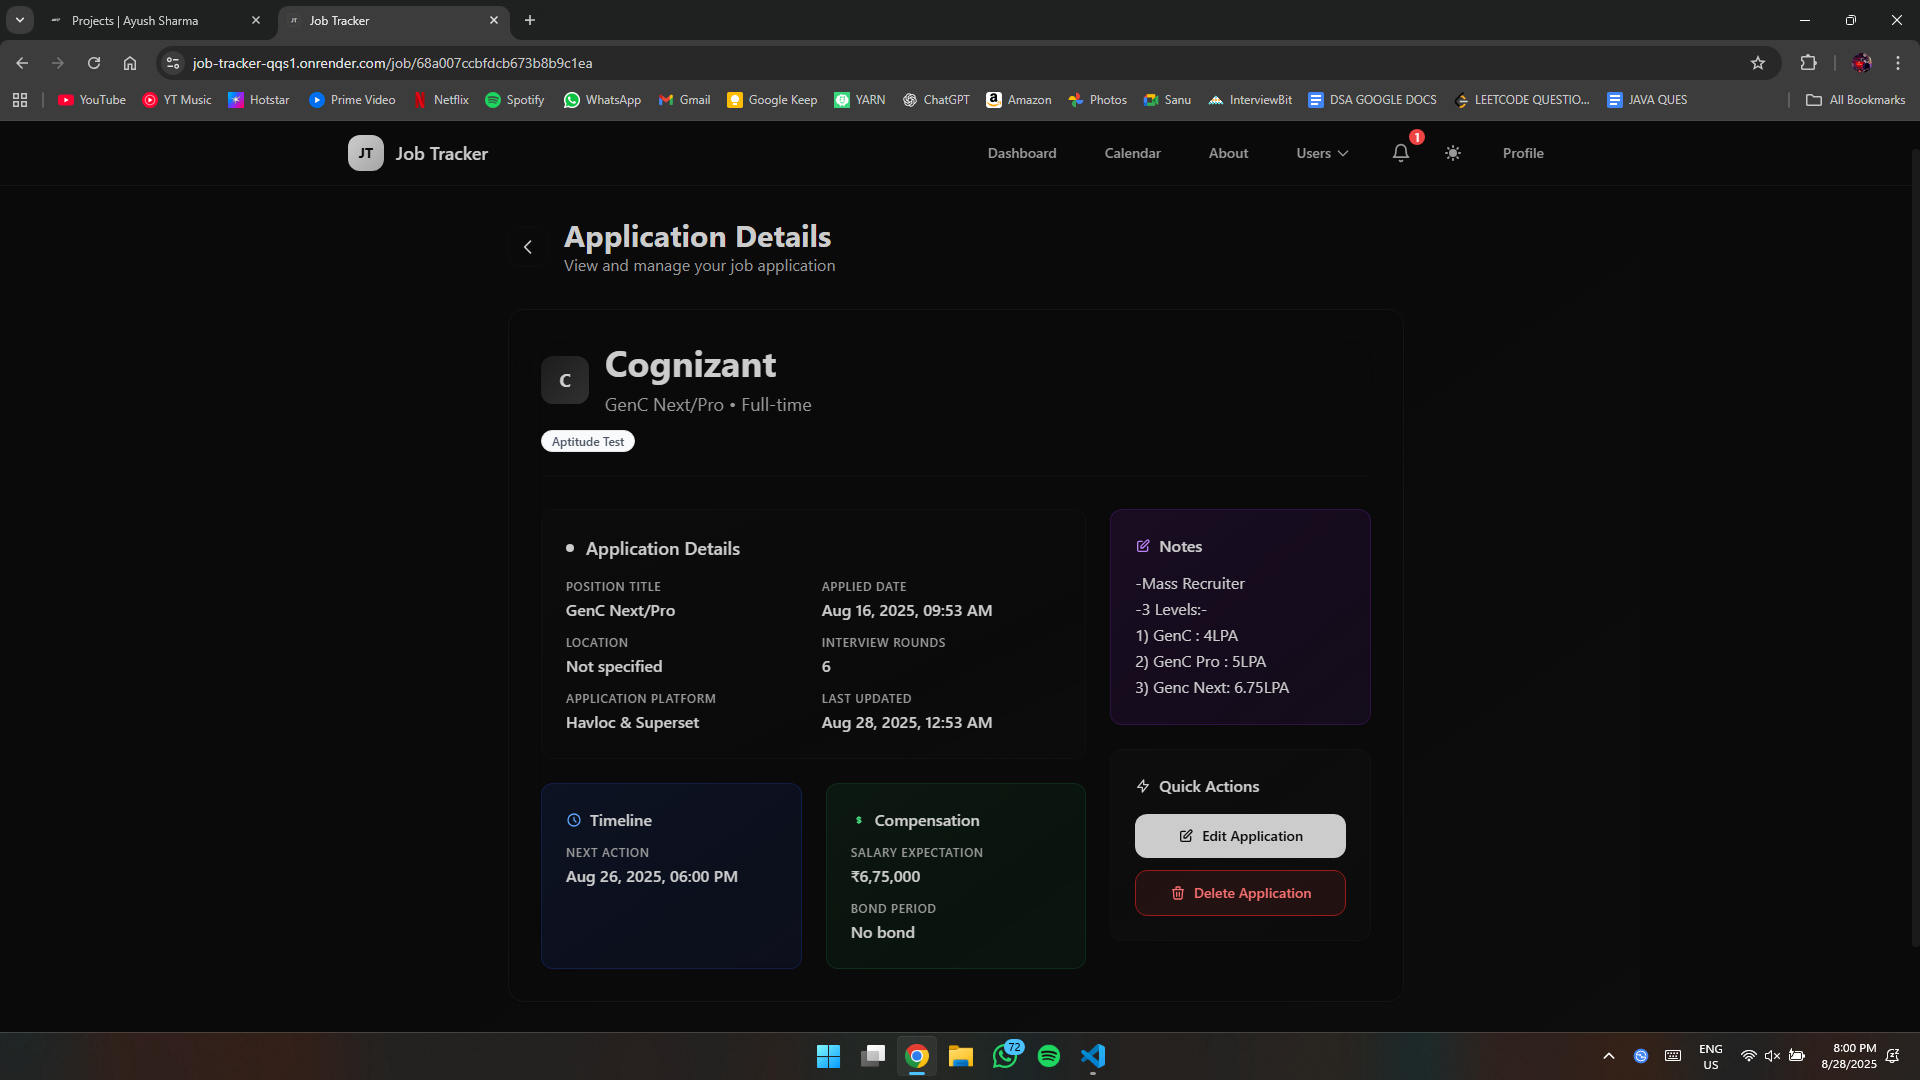 Projects | Ayush Sharma
JT Job Tracker
job-tracker-qqs1.onrender.com/job/68a007ccbfdcb673b8b9c1ea
YouTube YT Music Hotstar Prime Video Netflix Spotify WhatsApp Gmail Google Keep YARN ChatGPT Amazon Photos Sanu InterviewBit DSA GOOGLE DOCS LEETCODE QUESTIO... JAVA QUES All Bookmarks
JT Job Tracker
Dashboard Calendar About Users 1 Profile
Application Details
View and manage your job application
C
Cognizant
GenC Next/Pro • Full-time
Aptitude Test
Application Details
POSITION TITLE
GenC Next/Pro
APPLIED DATE
Aug 16, 2025, 09:53 AM
LOCATION
Not specified
INTERVIEW ROUNDS
6
APPLICATION PLATFORM
Havloc & Superset
LAST UPDATED
Aug 28, 2025, 12:53 AM
Notes
-Mass Recruiter
-3 Levels:-
1) GenC : 4LPA
2) GenC Pro : 5LPA
3) Genc Next: 6.75LPA
Timeline
NEXT ACTION
Aug 26, 2025, 06:00 PM
$ Compensation
SALARY EXPECTATION
₹6,75,000
BOND PERIOD
No bond
Quick Actions
Edit Application
Delete Application
72
ENG
US
8:00 PM
8/28/2025